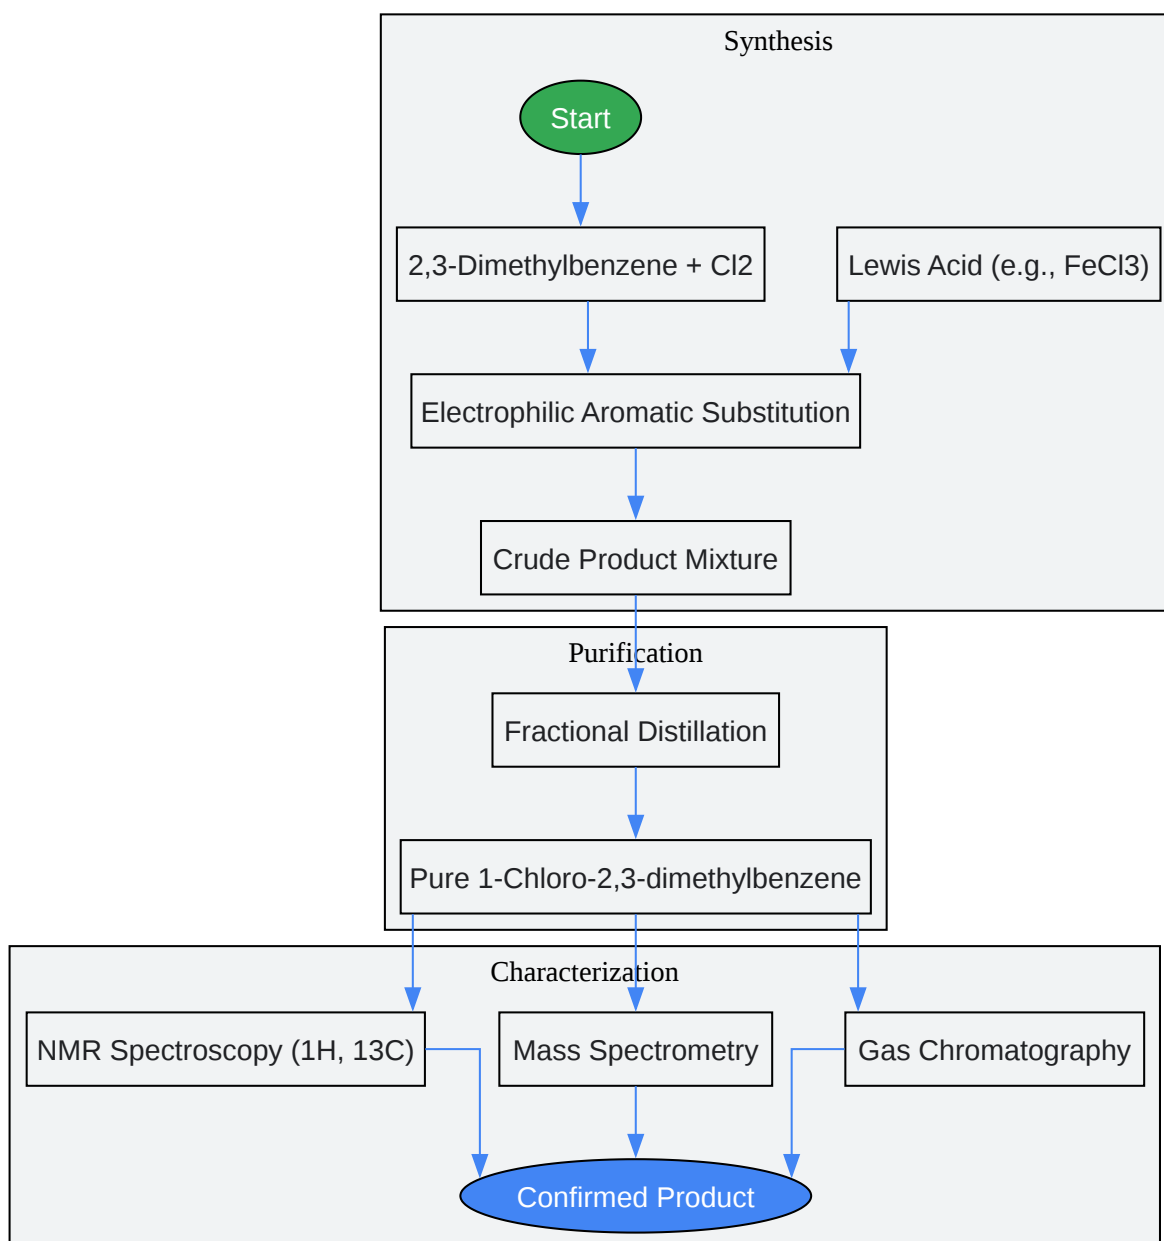 Synthesis
Start
2,3-Dimethylbenzene + Cl2
Lewis Acid (e.g., FeCl3)
Electrophilic Aromatic Substitution
Crude Product Mixture
Purification
Fractional Distillation
Pure 1-Chloro-2,3-dimethylbenzene
Characterization
NMR Spectroscopy (1H, 13C)
Mass Spectrometry
Gas Chromatography
Confirmed Product